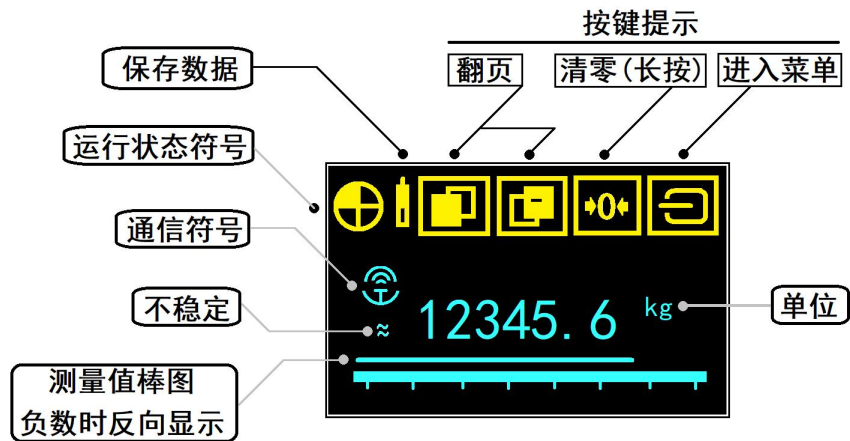 按键提示
保存数据
翻页
清零(长按)
进入菜单
运行状态符号
通信符号
不稳定
≈
12345.6
kg
单位
测量值棒图
负数时反向显示
→0←